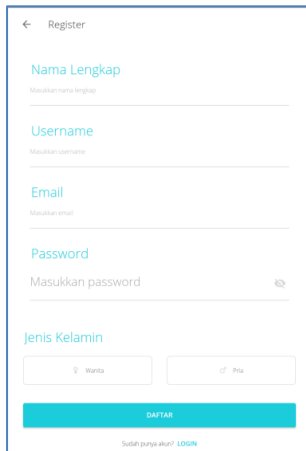 Register
Nama Lengkap
Masukkan nama lengkap
Username
Masukkan username
Email
Masukkan email
Password
Masukkan password
Jenis Kelamin
Wanita
Pria
DAFTAR
Sudah punya akun? LOGIN